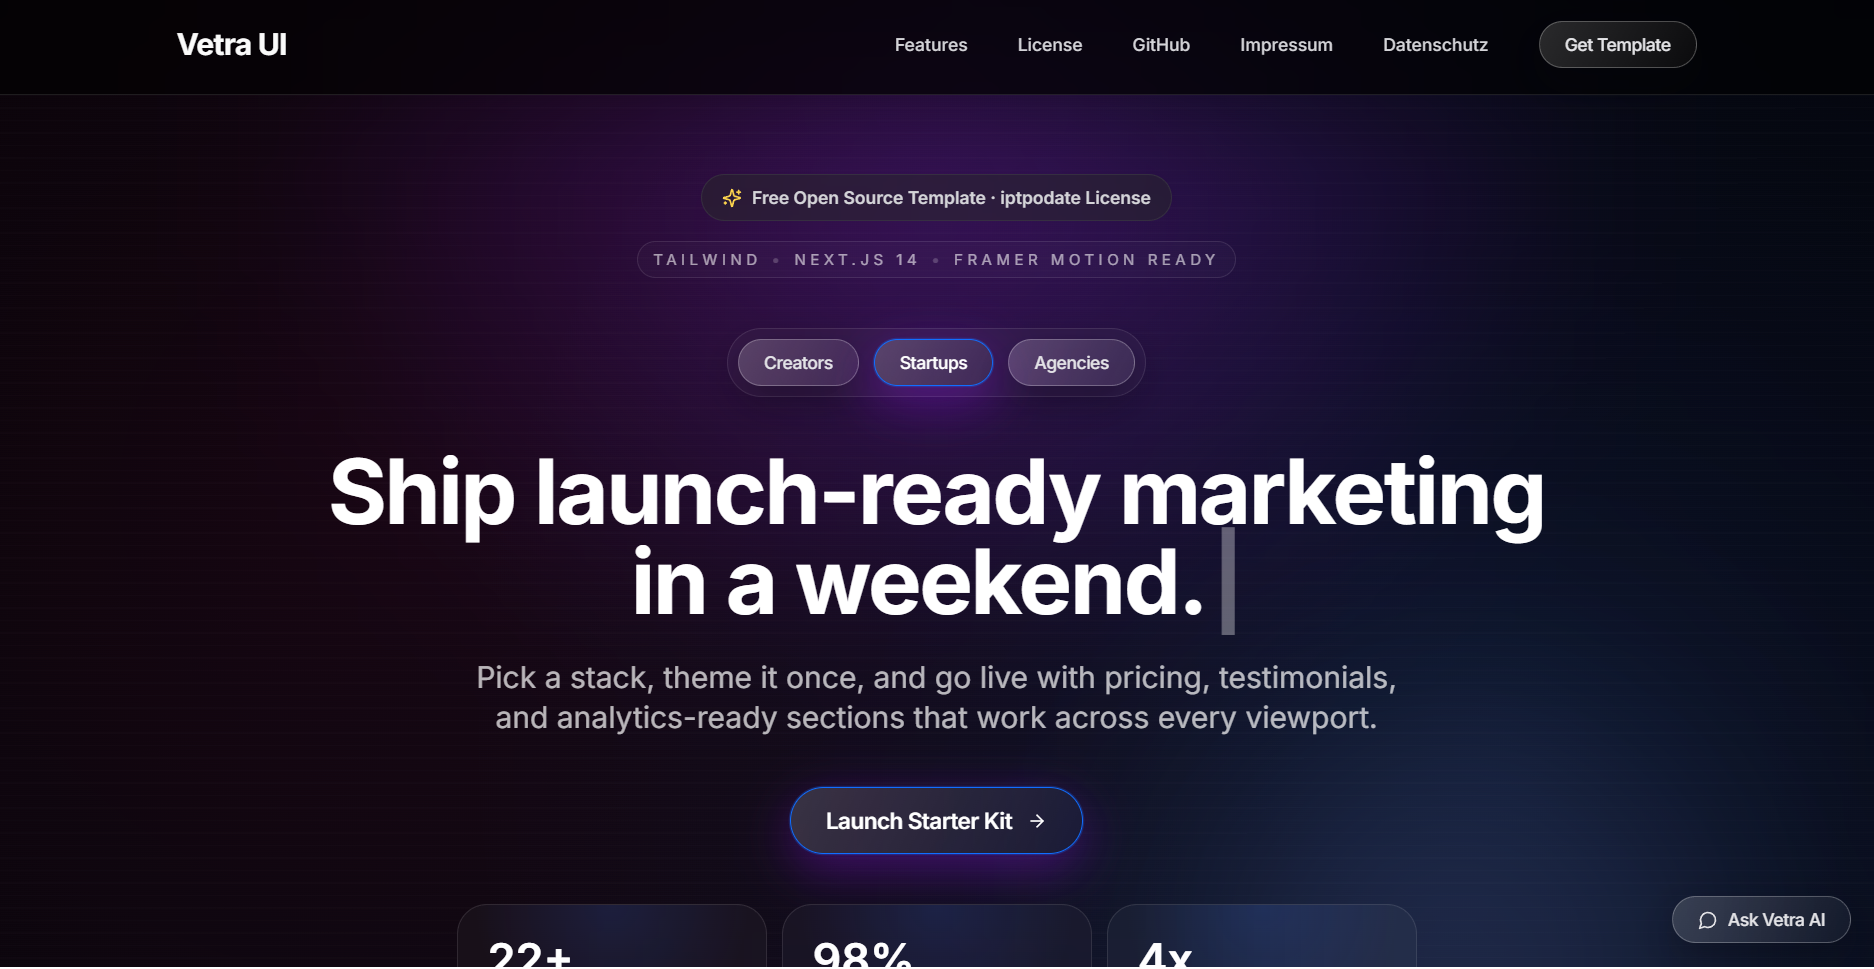 Vetra UI
Features
License
GitHub
Impressum
Datenschutz
Get Template
Free Open Source Template · iptpodate License
TAILWIND • NEXT.JS 14 • FRAMER MOTION READY
Creators
Startups
Agencies
Ship launch-ready marketing
in a weekend.
Pick a stack, theme it once, and go live with pricing, testimonials,
and analytics-ready sections that work across every viewport.
Launch Starter Kit →
22+
98%
4x
Ask Vetra AI